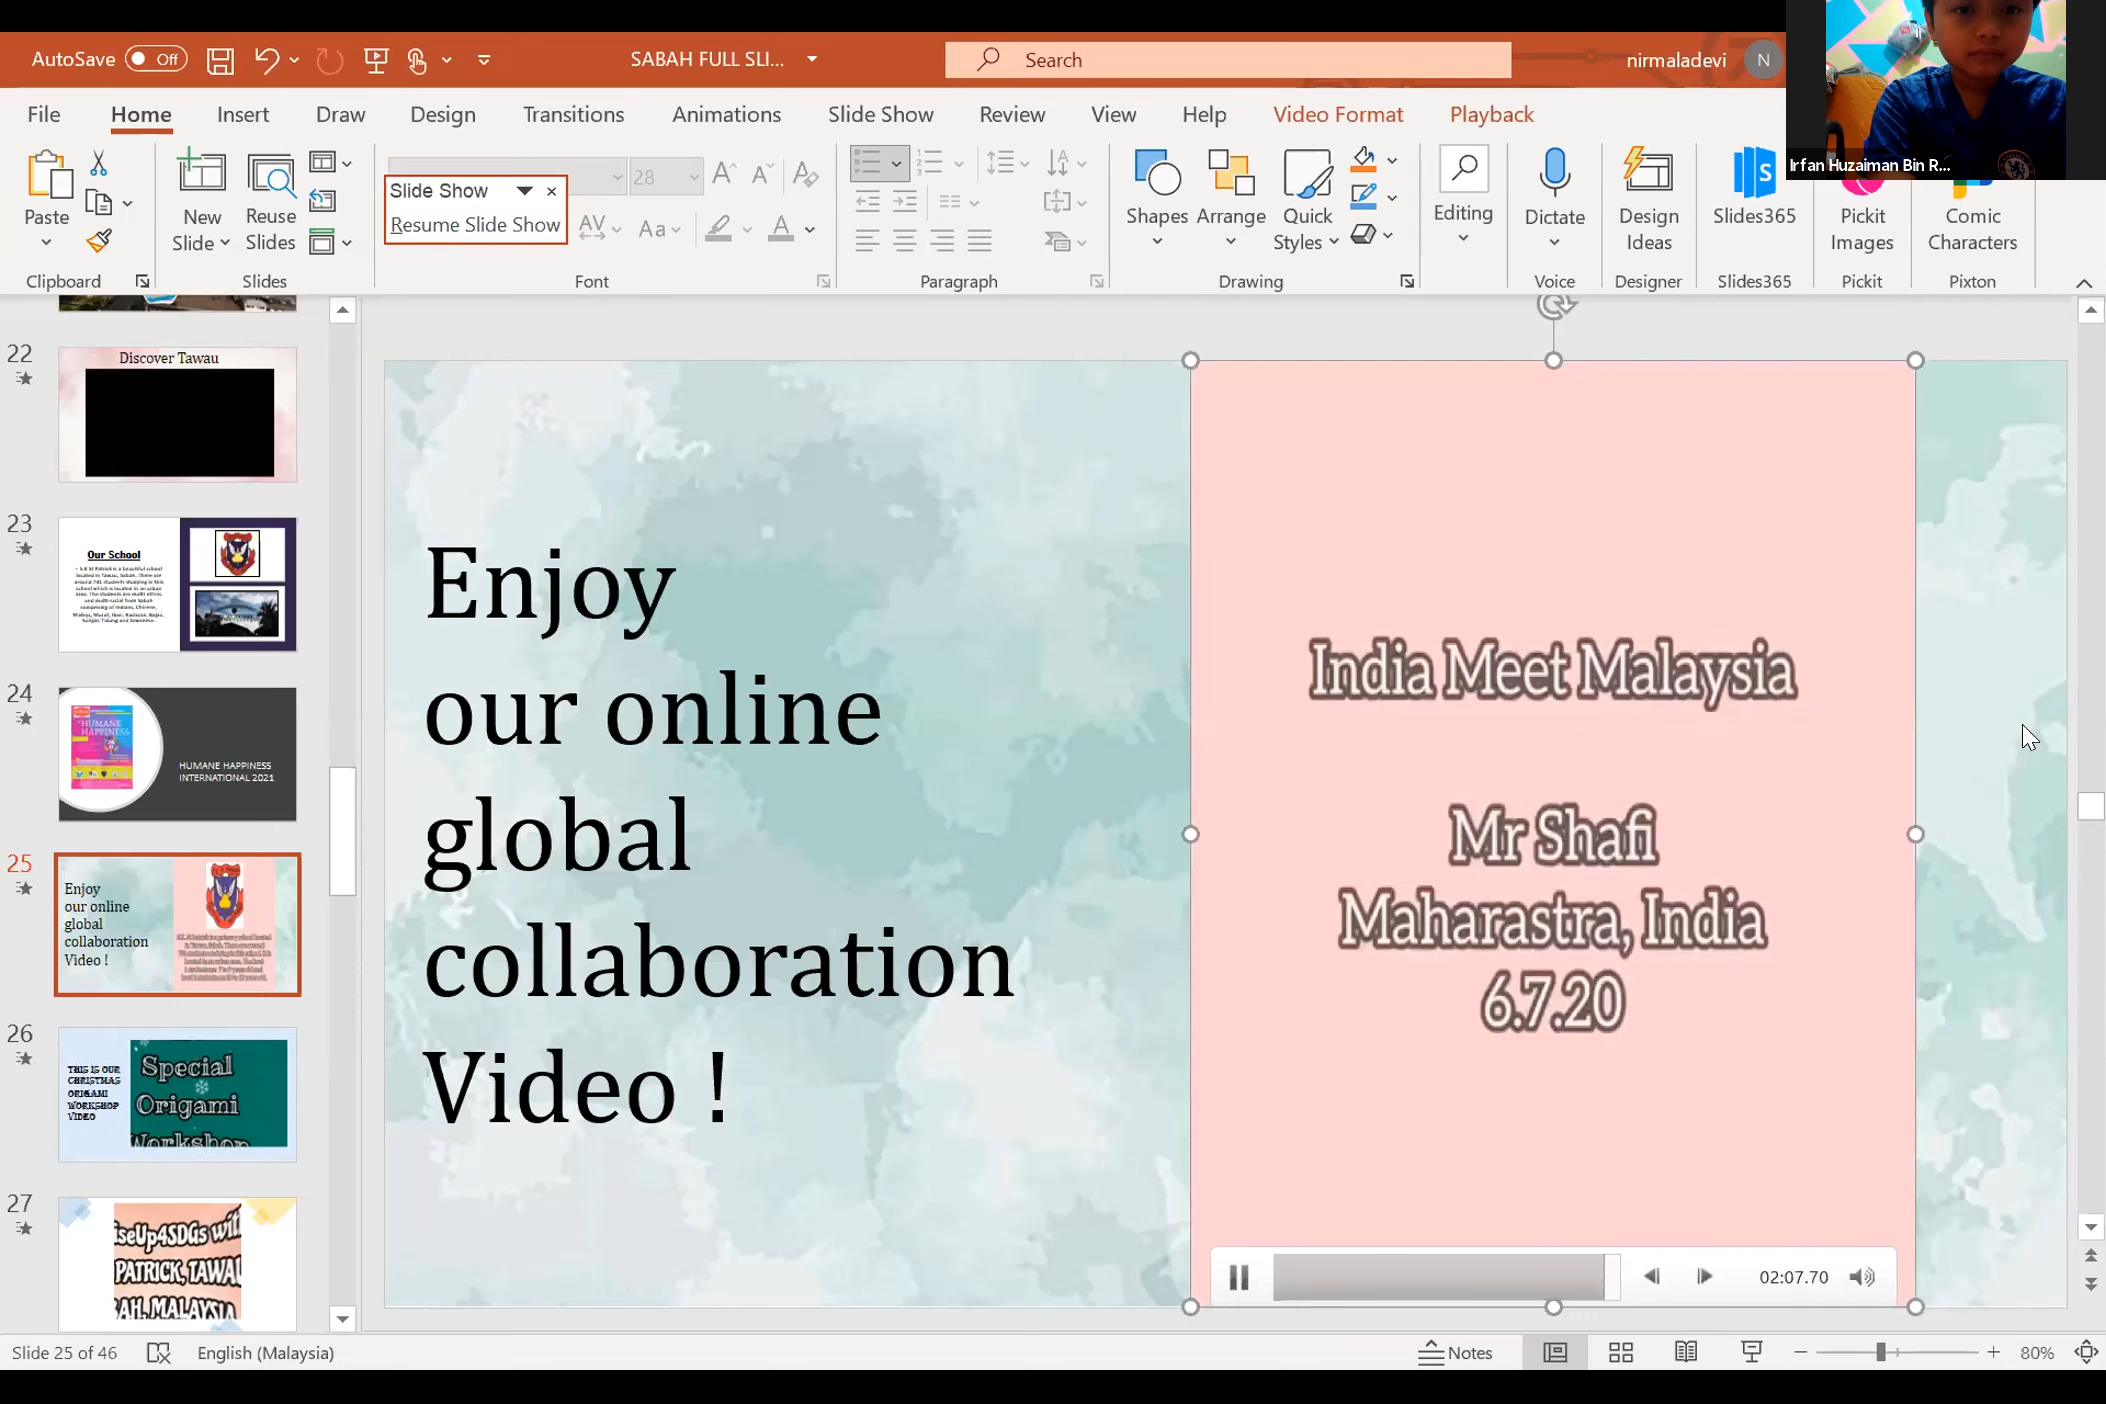 AutoSave Off SABAH FULL SLI... Search nirmaladevi N
File Home Insert Draw Design Transitions Animations Slide Show Review View Help Video Format Playback
Irfan Huzaiman Bin R...
Paste
New Slide
Reuse Slides
28
Slide Show
Resume Slide Show
Shapes
Arrange
Quick Styles
Editing
Dictate
Design Ideas
Slides365
Pickit Images
Comic Characters
Clipboard Slides Font Paragraph Drawing Voice Designer Slides365 Pickit Pixton
22
Discover Tawau
23
Our School
24
HUMANE HAPPINESS
HUMANE HAPPINESS
INTERNATIONAL 2021
25
Enjoy
our online
global
collaboration
Video !
26
THIS IS OUR
CHRISTMAS
ORIGAMI
WORKSHOP
VIDEO
Special
Origami
Workshop
27
iseUp4SDGs wit
PATRICK, TAWAU
AH, MALAYSIA
Enjoy
our online
global
collaboration
Video !
India Meet Malaysia
Mr Shafi
Maharastra, India
6.7.20
02:07.70
Slide 25 of 46 English (Malaysia) Notes 80%